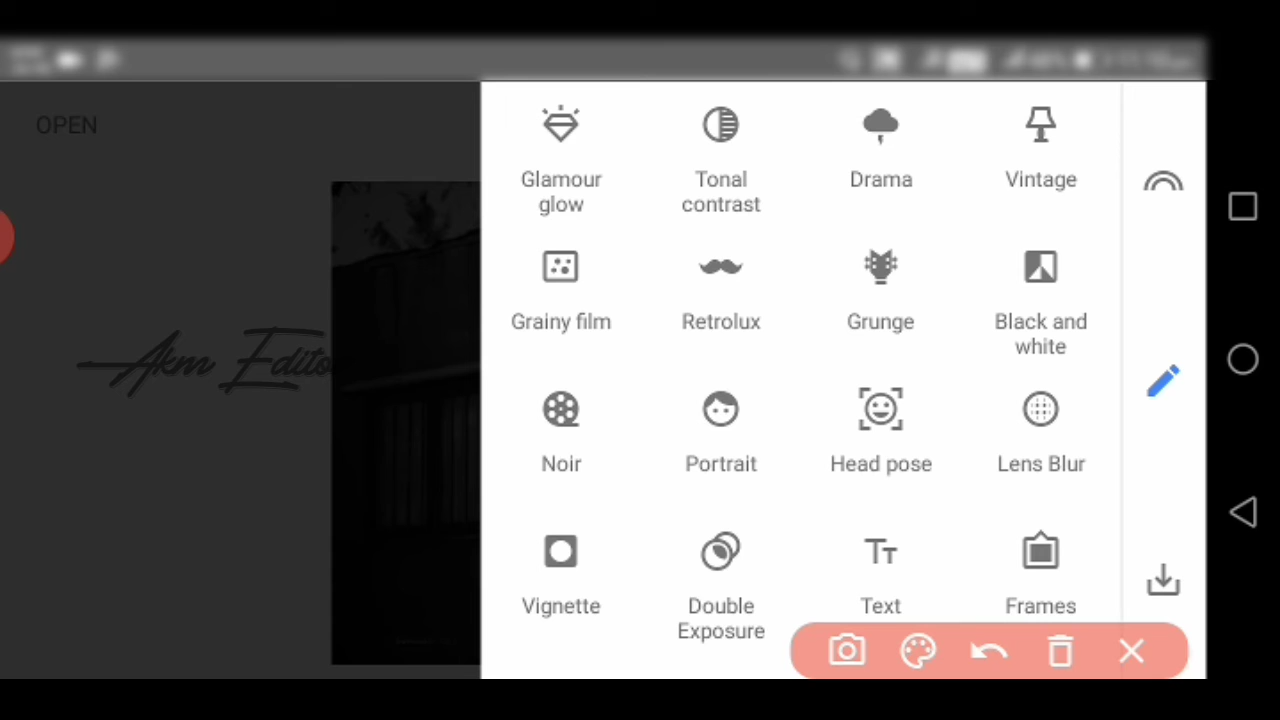 OPEN
Glamour
glow
Tonal
contrast
Drama
Vintage
Grainy film
Retrolux
Grunge
Black and
white
Akm Edito
Noir
Portrait
Head pose
Lens Blur
Vignette
Double
Exposure
Text
Frames